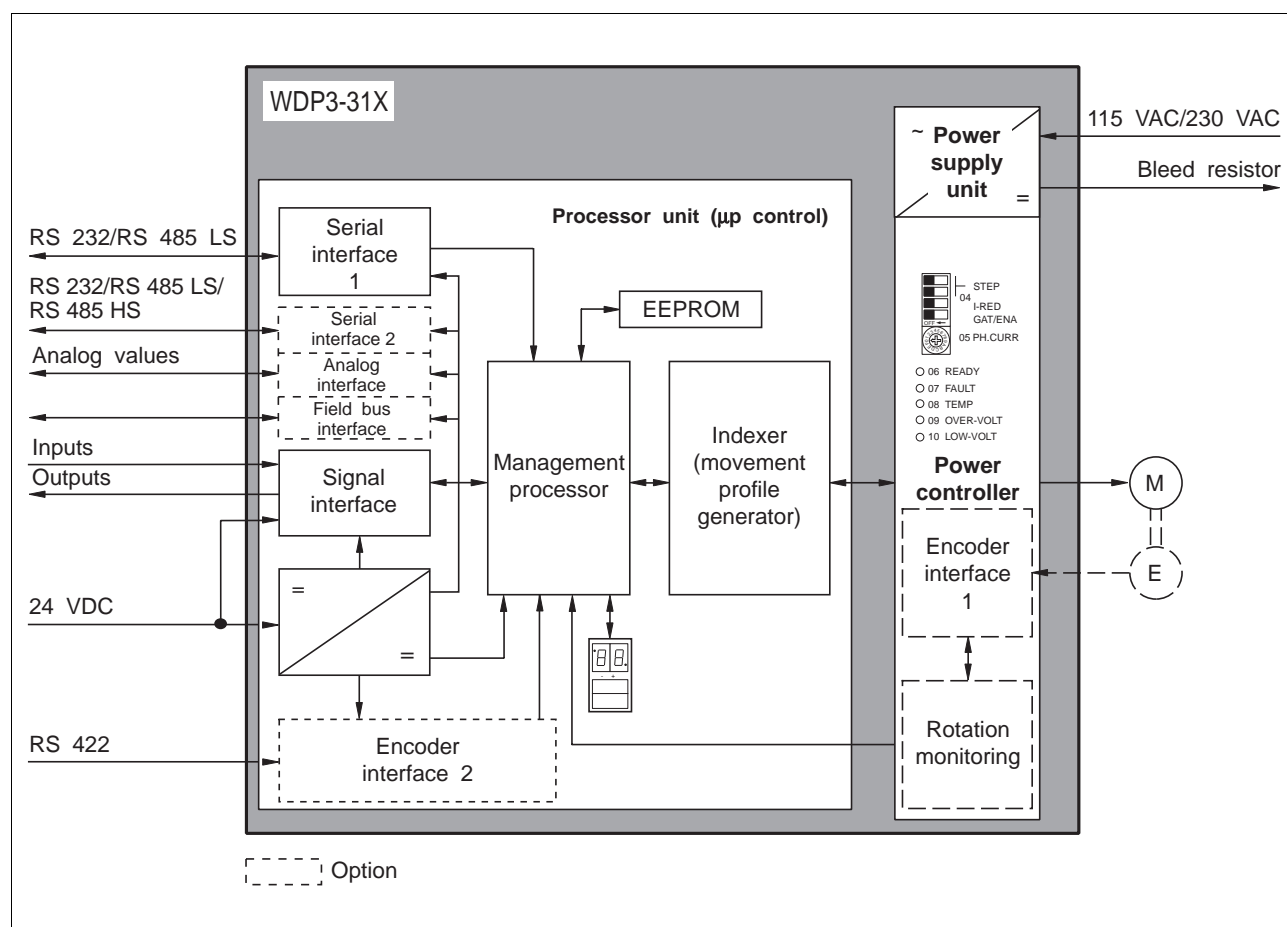 WDP3-31X
115 VAC/230 VAC
Bleed resistor
~ Power
supply
unit
=
Processor unit (µp control)
RS 232/RS 485 LS
Serial
interface
1
RS 232/RS 485 LS/
RS 485 HS
Serial
interface 2
Analog values
Analog
interface
Field bus
interface
Inputs
Outputs
Signal
interface
24 VDC
=
=
RS 422
Encoder
interface 2
EEPROM
Management
processor
Indexer
(movement
profile
generator)
STEP
04
I-RED
GAT/ENA
OFF
05 PH.CURR
06 READY
07 FAULT
08 TEMP
09 OVER-VOLT
10 LOW-VOLT
Power
controller
Encoder
interface
1
Rotation
monitoring
M
E
- +
Option